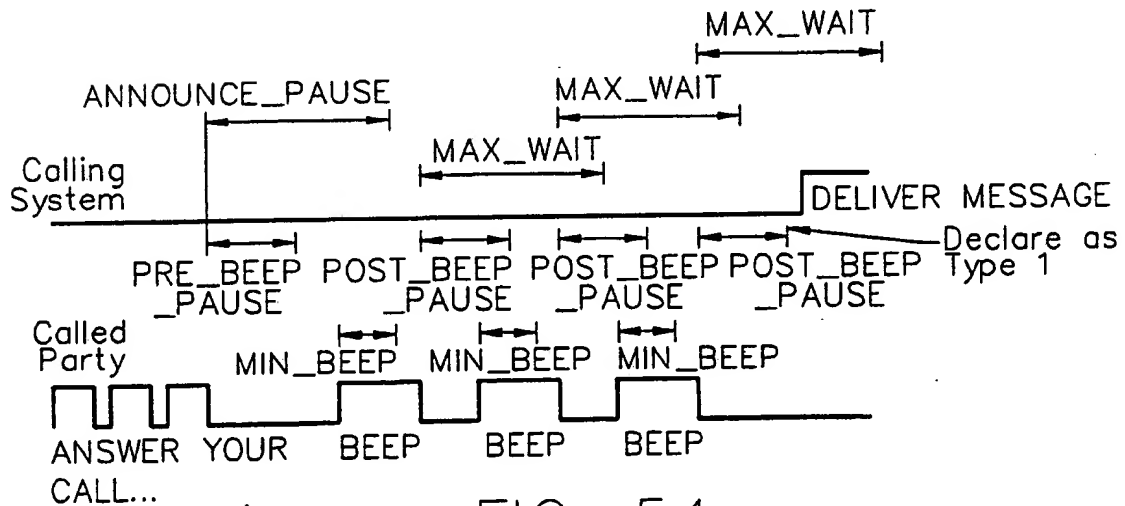 MAX_WAIT
ANNOUNCE_PAUSE
MAX_WAIT
MAX_WAIT
Calling
System
DELIVER MESSAGE
Declare as
Type 1
PRE_BEEP
_PAUSE
POST_BEEP
_PAUSE
POST_BEEP
_PAUSE
POST_BEEP
_PAUSE
Called
Party
MIN_BEEP
MIN_BEEP
MIN_BEEP
ANSWER YOUR
CALL...
BEEP
BEEP
BEEP